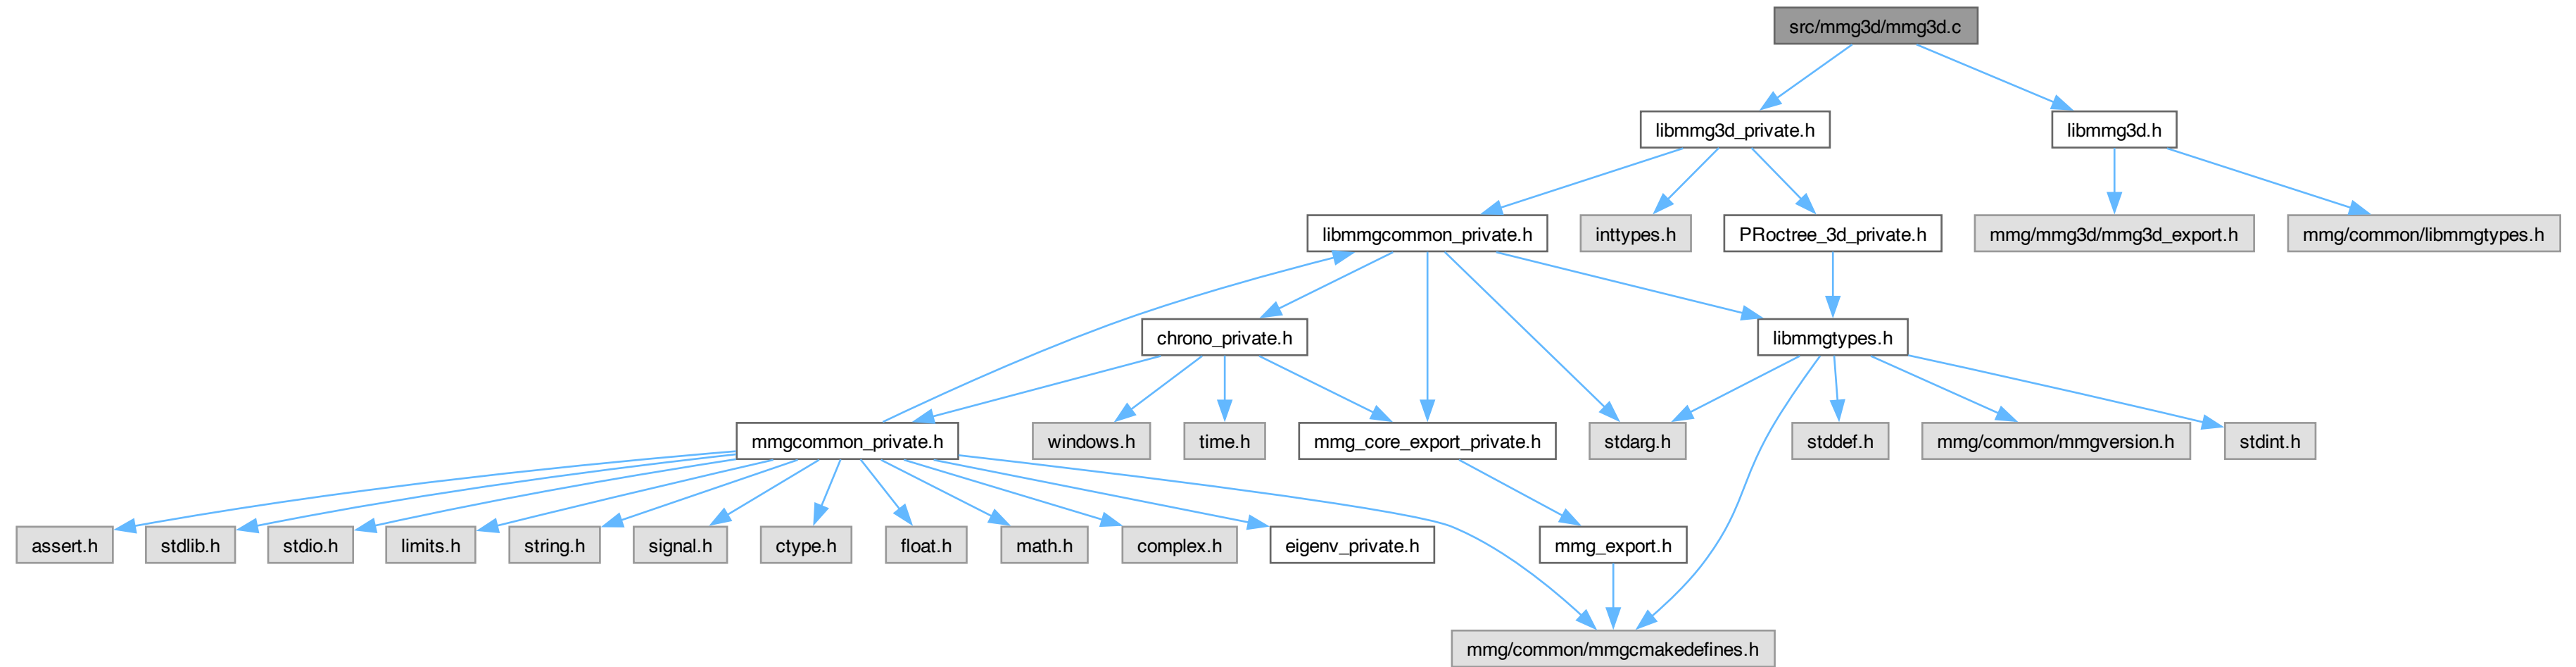 src/mmg3d/mmg3d.c
libmmg3d_private.h
libmmg3d.h
libmmgcommon_private.h
inttypes.h
PRoctree_3d_private.h
mmg/mmg3d/mmg3d_export.h
mmg/common/libmmgtypes.h
chrono_private.h
libmmgtypes.h
mmgcommon_private.h
windows.h
time.h
mmg_core_export_private.h
stdarg.h
stddef.h
mmg/common/mmgversion.h
stdint.h
assert.h
stdlib.h
stdio.h
limits.h
string.h
signal.h
ctype.h
float.h
math.h
complex.h
eigenv_private.h
mmg_export.h
mmg/common/mmgcmakedefines.h